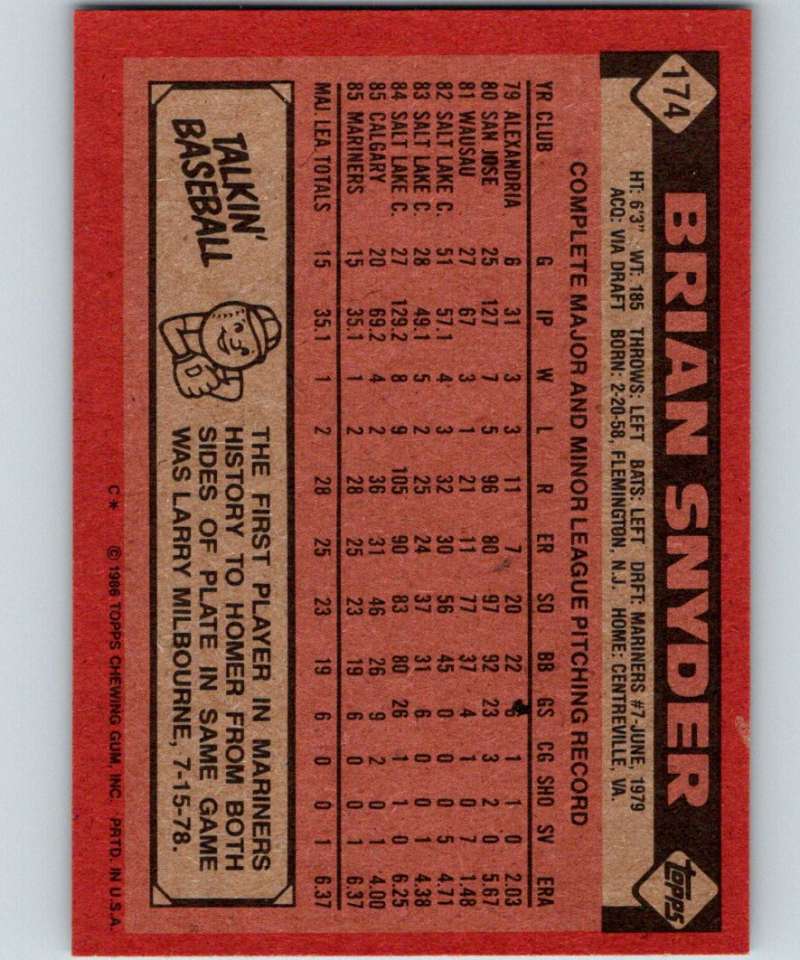 174
BRIAN SNYDER
TOPPS
HT: 6'3" WT: 185 THROWS: LEFT BATS: LEFT DRFT: MARINERS #7-JUNE, 1979
ACQ: VIA DRAFT BORN: 2-20-58, FLEMINGTON, N.J. HOME: CENTREVILLE, VA.
COMPLETE MAJOR AND MINOR LEAGUE PITCHING RECORD
YR CLUB G IP W L R ER SO BB GS CG SHO SV ERA
79 ALEXANDRIA 6 31 3 3 11 7 20 22 1 1 0 2.03
80 SAN JOSE 25 127 7 5 96 80 97 92 23 3 2 0 5.67
81 WAUSAU 27 67 3 1 21 11 77 37 4 1 0 7 1.48
82 SALT LAKE C. 51 57.1 4 3 32 30 56 45 0 0 0 5 4.71
83 SALT LAKE C. 28 49.1 5 2 25 24 37 31 6 0 0 1 4.38
84 SALT LAKE C. 27 129.2 8 9 105 90 83 80 26 1 1 0 6.25
85 CALGARY 20 69.2 4 2 36 31 46 26 9 2 0 1 4.00
85 MARINERS 15 35.1 1 2 28 25 23 19 6 0 0 1 6.37
MAJ. LEA. TOTALS 15 35.1 1 2 28 25 23 19 6 0 0 1 6.37
TALKIN'
BASEBALL
THE FIRST PLAYER IN MARINERS
HISTORY TO HOMER FROM BOTH
SIDES OF PLATE IN SAME GAME
WAS LARRY MILBOURNE, 7-15-78.
C* © 1986 TOPPS CHEWING GUM, INC. PRTD. IN U.S.A.